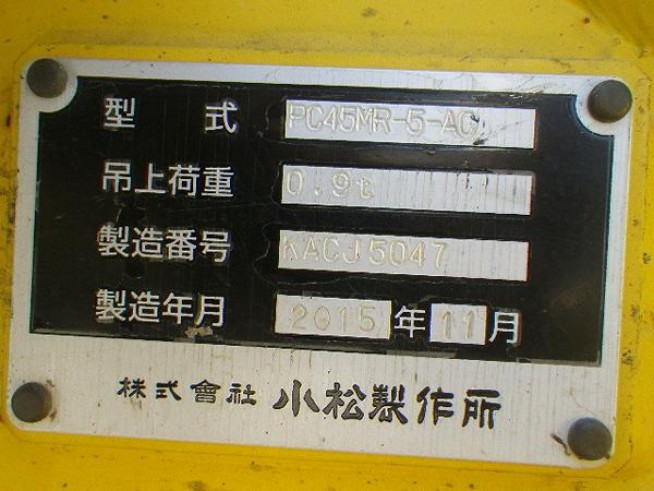 型式 PC45MR-5-AC
吊上荷重 0.9t
製造番号 KACJ5047
製造年月 2015年11月
株式會社 小松製作所